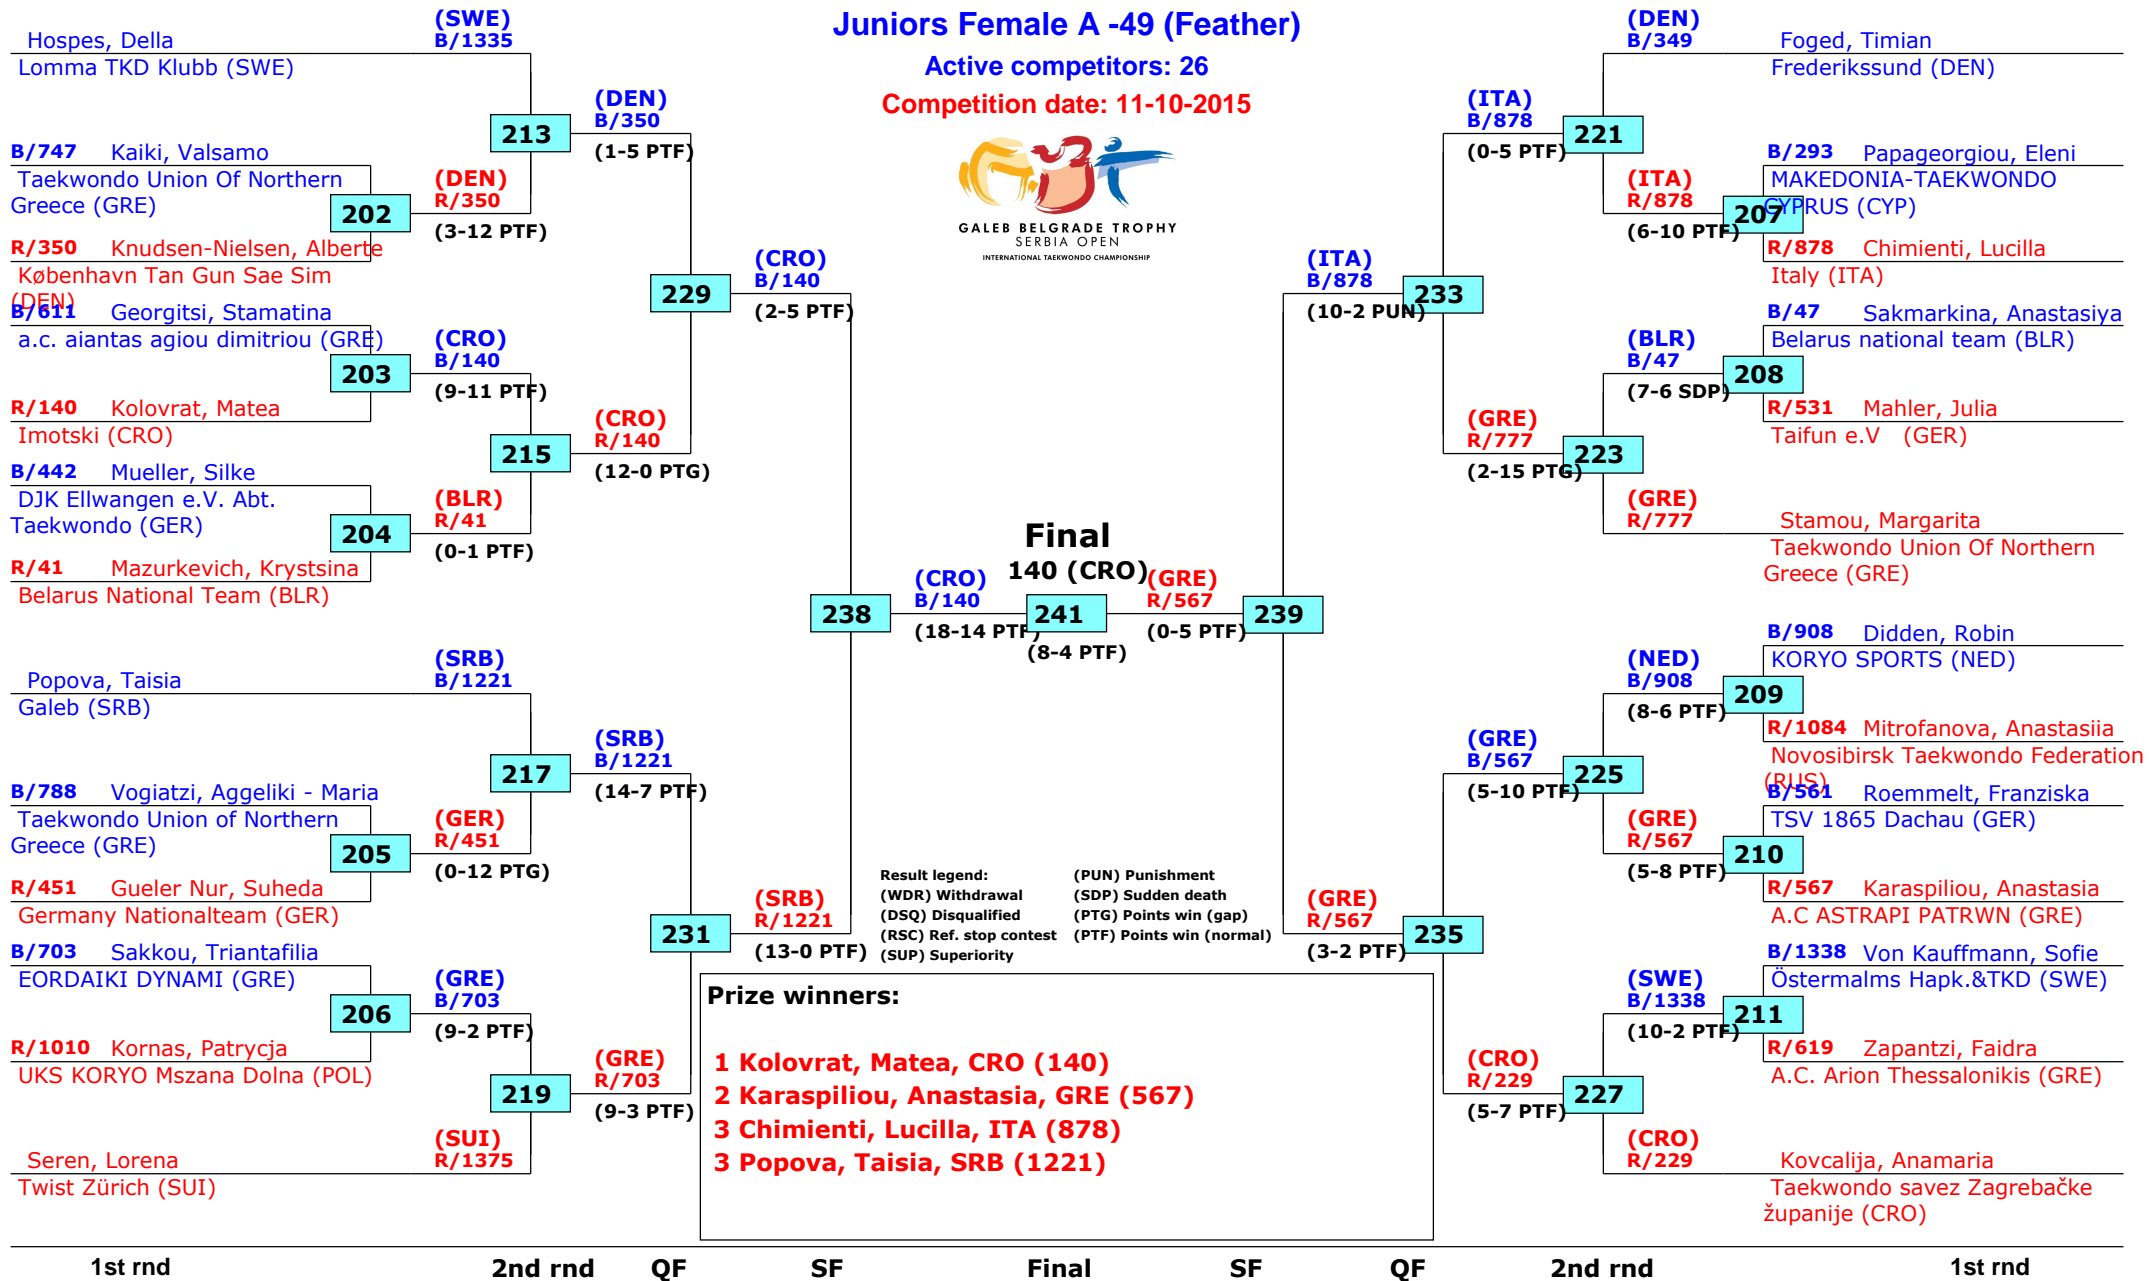 Juniors Female A -49 (Feather)
Active competitors: 26
Competition date: 11-10-2015
GALEB BELGRADE TROPHY
SERBIA OPEN
INTERNATIONAL TAEKWONDO CHAMPIONSHIP
Hospes, Della
Lomma TKD Klubb (SWE)
B/747 Kaiki, Valsamo
Taekwondo Union Of Northern
Greece (GRE)
202
R/350 Knudsen-Nielsen, Alberte
København Tan Gun Sae Sim
(DEN)
B/611 Georgitsi, Stamatina
a.c. aiantas agiou dimitriou (GRE)
203
R/140 Kolovrat, Matea
Imotski (CRO)
B/442 Mueller, Silke
DJK Ellwangen e.V. Abt.
Taekwondo (GER)
204
R/41 Mazurkevich, Krystsina
Belarus National Team (BLR)
Popova, Taisia
Galeb (SRB)
B/788 Vogiatzi, Aggeliki - Maria
Taekwondo Union of Northern
Greece (GRE)
205
R/451 Gueler Nur, Suheda
Germany Nationalteam (GER)
B/703 Sakkou, Triantafilia
EORDAIKI DYNAMI (GRE)
206
R/1010 Kornas, Patrycja
UKS KORYO Mszana Dolna (POL)
Seren, Lorena
Twist Zürich (SUI)
(SWE)
B/1335
213
(DEN)
R/350
(3-12 PTF)
(CRO)
B/140
(9-11 PTF)
215
(BLR)
R/41
(0-1 PTF)
(SRB)
B/1221
217
(GER)
R/451
(0-12 PTG)
(GRE)
B/703
(9-2 PTF)
219
(SUI)
R/1375
(DEN)
B/350
(1-5 PTF)
229
(CRO)
R/140
(12-0 PTG)
(SRB)
B/1221
(14-7 PTF)
231
(GRE)
R/703
(9-3 PTF)
(CRO)
B/140
(2-5 PTF)
238
(SRB)
R/1221
(13-0 PTF)
(CRO)
B/140
(18-14 PTF)
Final
140 (CRO)
241
(8-4 PTF)
(GRE)
R/567
(0-5 PTF)
239
(ITA)
B/878
(10-2 PUN)
(GRE)
R/567
(3-2 PTF)
233
235
(ITA)
B/878
(0-5 PTF)
(GRE)
R/777
(2-15 PTG)
(GRE)
B/567
(5-10 PTF)
(CRO)
R/229
(5-7 PTF)
221
223
225
227
(DEN)
B/349
(ITA)
R/878
(6-10 PTF)
(BLR)
B/47
(7-6 SDP)
(GRE)
R/777
(NED)
B/908
(8-6 PTF)
(GRE)
R/567
(5-8 PTF)
(SWE)
B/1338
(10-2 PTF)
(CRO)
R/229
Foged, Timian
Frederikssund (DEN)
B/293 Papageorgiou, Eleni
MAKEDONIA-TAEKWONDO
CYPRUS (CYP)
207
R/878 Chimienti, Lucilla
Italy (ITA)
B/47 Sakmarkina, Anastasiya
Belarus national team (BLR)
208
R/531 Mahler, Julia
Taifun e.V (GER)
Stamou, Margarita
Taekwondo Union Of Northern
Greece (GRE)
B/908 Didden, Robin
KORYO SPORTS (NED)
209
R/1084 Mitrofanova, Anastasiia
Novosibirsk Taekwondo Federation
(RUS)
B/561 Roemmelt, Franziska
TSV 1865 Dachau (GER)
210
R/567 Karaspiliou, Anastasia
A.C ASTRAPI PATRWN (GRE)
B/1338 Von Kauffmann, Sofie
Östermalms Hapk.&TKD (SWE)
211
R/619 Zapantzi, Faidra
A.C. Arion Thessalonikis (GRE)
Kovcalija, Anamaria
Taekwondo savez Zagrebačke
županije (CRO)
Result legend: (PUN) Punishment
(WDR) Withdrawal (SDP) Sudden death
(DSQ) Disqualified (PTG) Points win (gap)
(RSC) Ref. stop contest (PTF) Points win (normal)
(SUP) Superiority
Prize winners:
1 Kolovrat, Matea, CRO (140)
2 Karaspiliou, Anastasia, GRE (567)
3 Chimienti, Lucilla, ITA (878)
3 Popova, Taisia, SRB (1221)
1st rnd 2nd rnd QF SF Final SF QF 2nd rnd 1st rnd